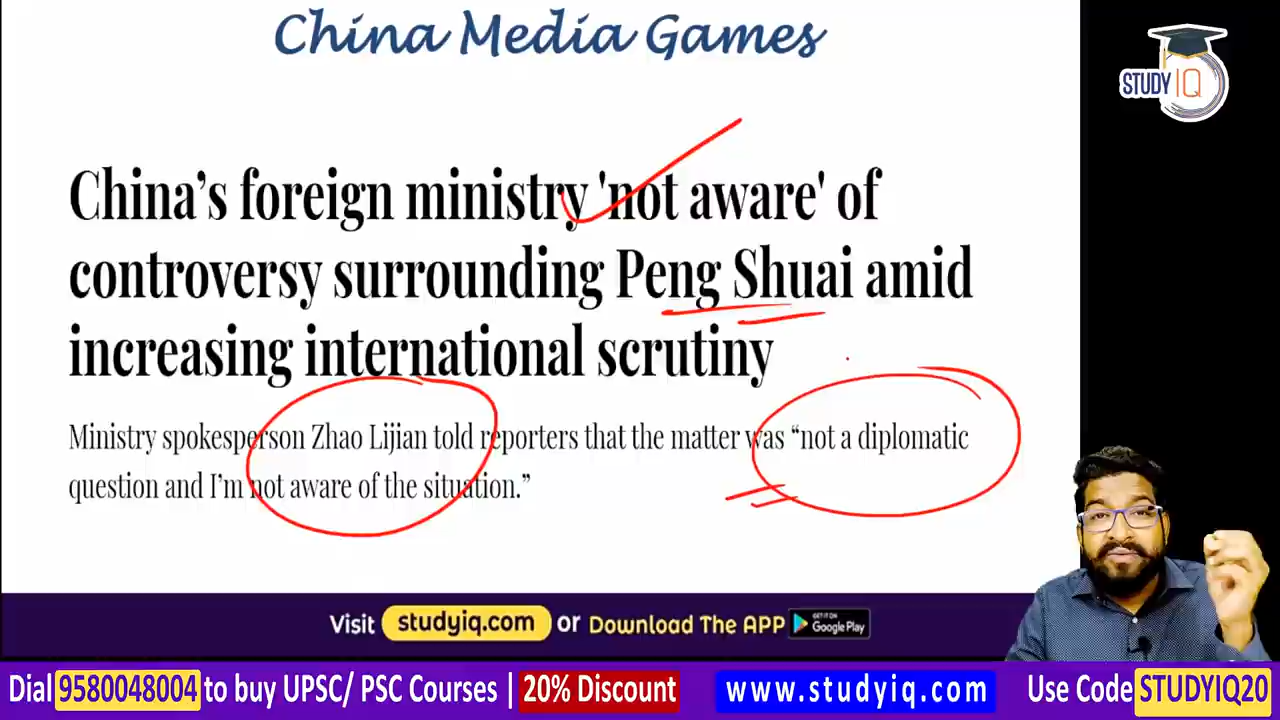 China Media Games
STUDY IQ
China's foreign ministry 'not aware' of
controversy surrounding Peng Shuai amid
increasing international scrutiny
Ministry spokesperson Zhao Lijian told reporters that the matter was “not a diplomatic
question and I'm not aware of the situation.”
Visit studyiq.com or Download The APP GET IT ON Google Play
Dial 9580048004 to buy UPSC/ PSC Courses | 20% Discount www.studyiq.com Use Code STUDYIQ20